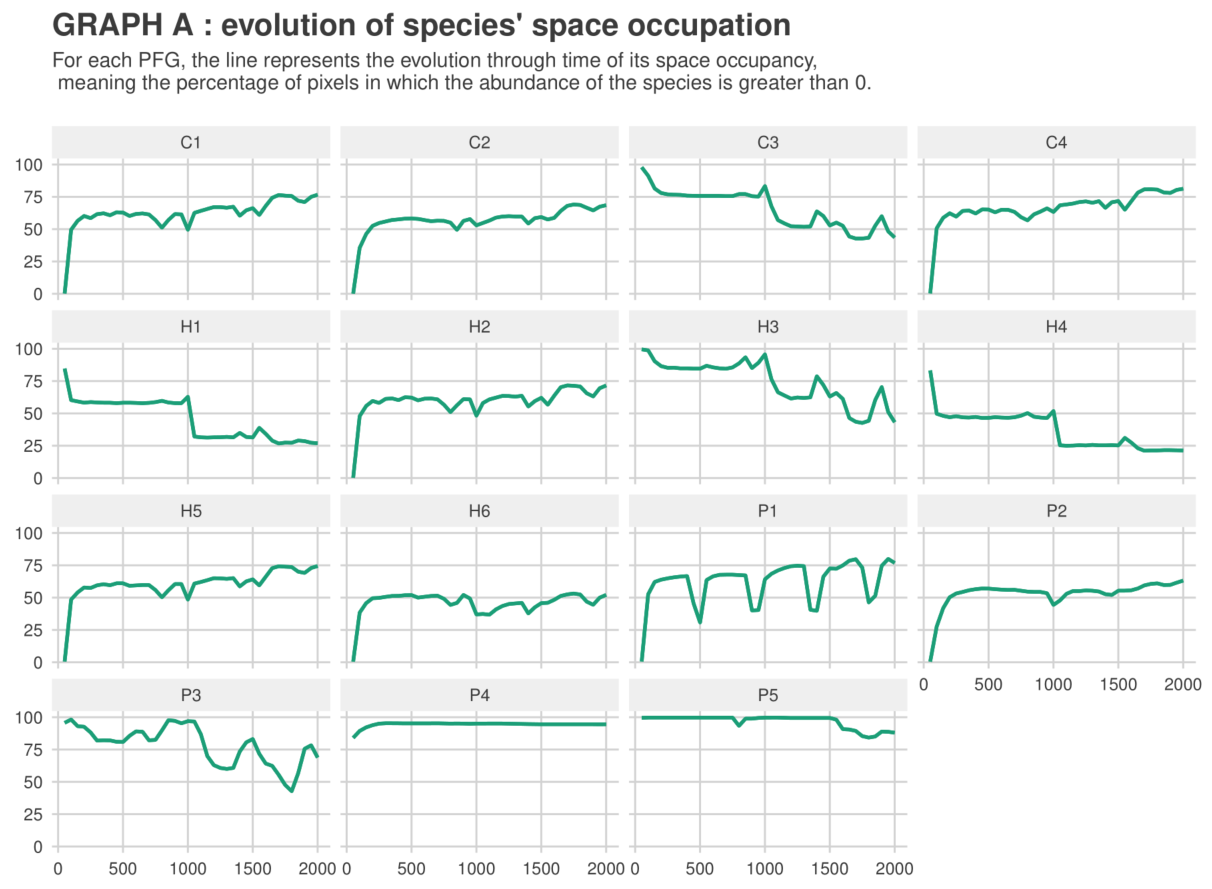 GRAPH A : evolution of species' space occupation
For each PFG, the line represents the evolution through time of its space occupancy,
meaning the percentage of pixels in which the abundance of the species is greater than 0.
C1 C2 C3 C4
100
75
50
25
0
H1 H2 H3 H4
100
75
50
25
0
H5 H6 P1 P2
100
75
50
25
0
0 500 1000 1500 2000
P3 P4 P5
100
75
50
25
0
0 500 1000 1500 2000 0 500 1000 1500 2000 0 500 1000 1500 2000